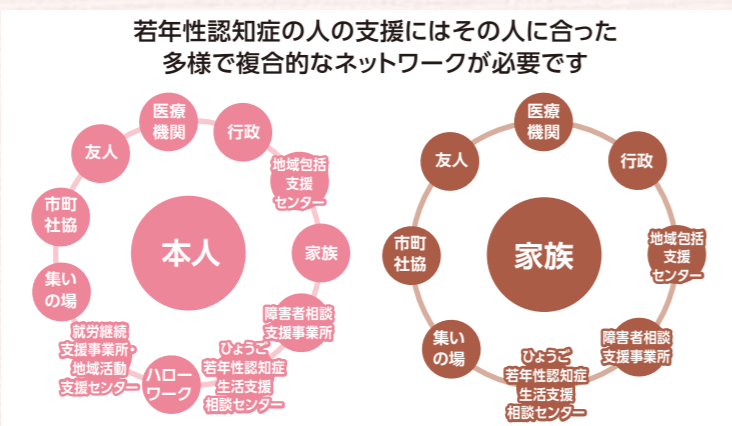 若年性認知症の人の支援にはその人に合った
多様で複合的なネットワークが必要です
本人
医療
機関
行政
地域包括
支援
センター
家族
障害者相談
支援事業所
ひょうご
若年性認知症
生活支援
相談センター
ハロー
ワーク
就労継続
支援事業所・
地域活動
支援センター
集い
の場
市町
社協
友人
家族
医療
機関
行政
地域包括
支援
センター
障害者相談
支援事業所
ひょうご
若年性認知症
生活支援
相談センター
集い
の場
市町
社協
友人